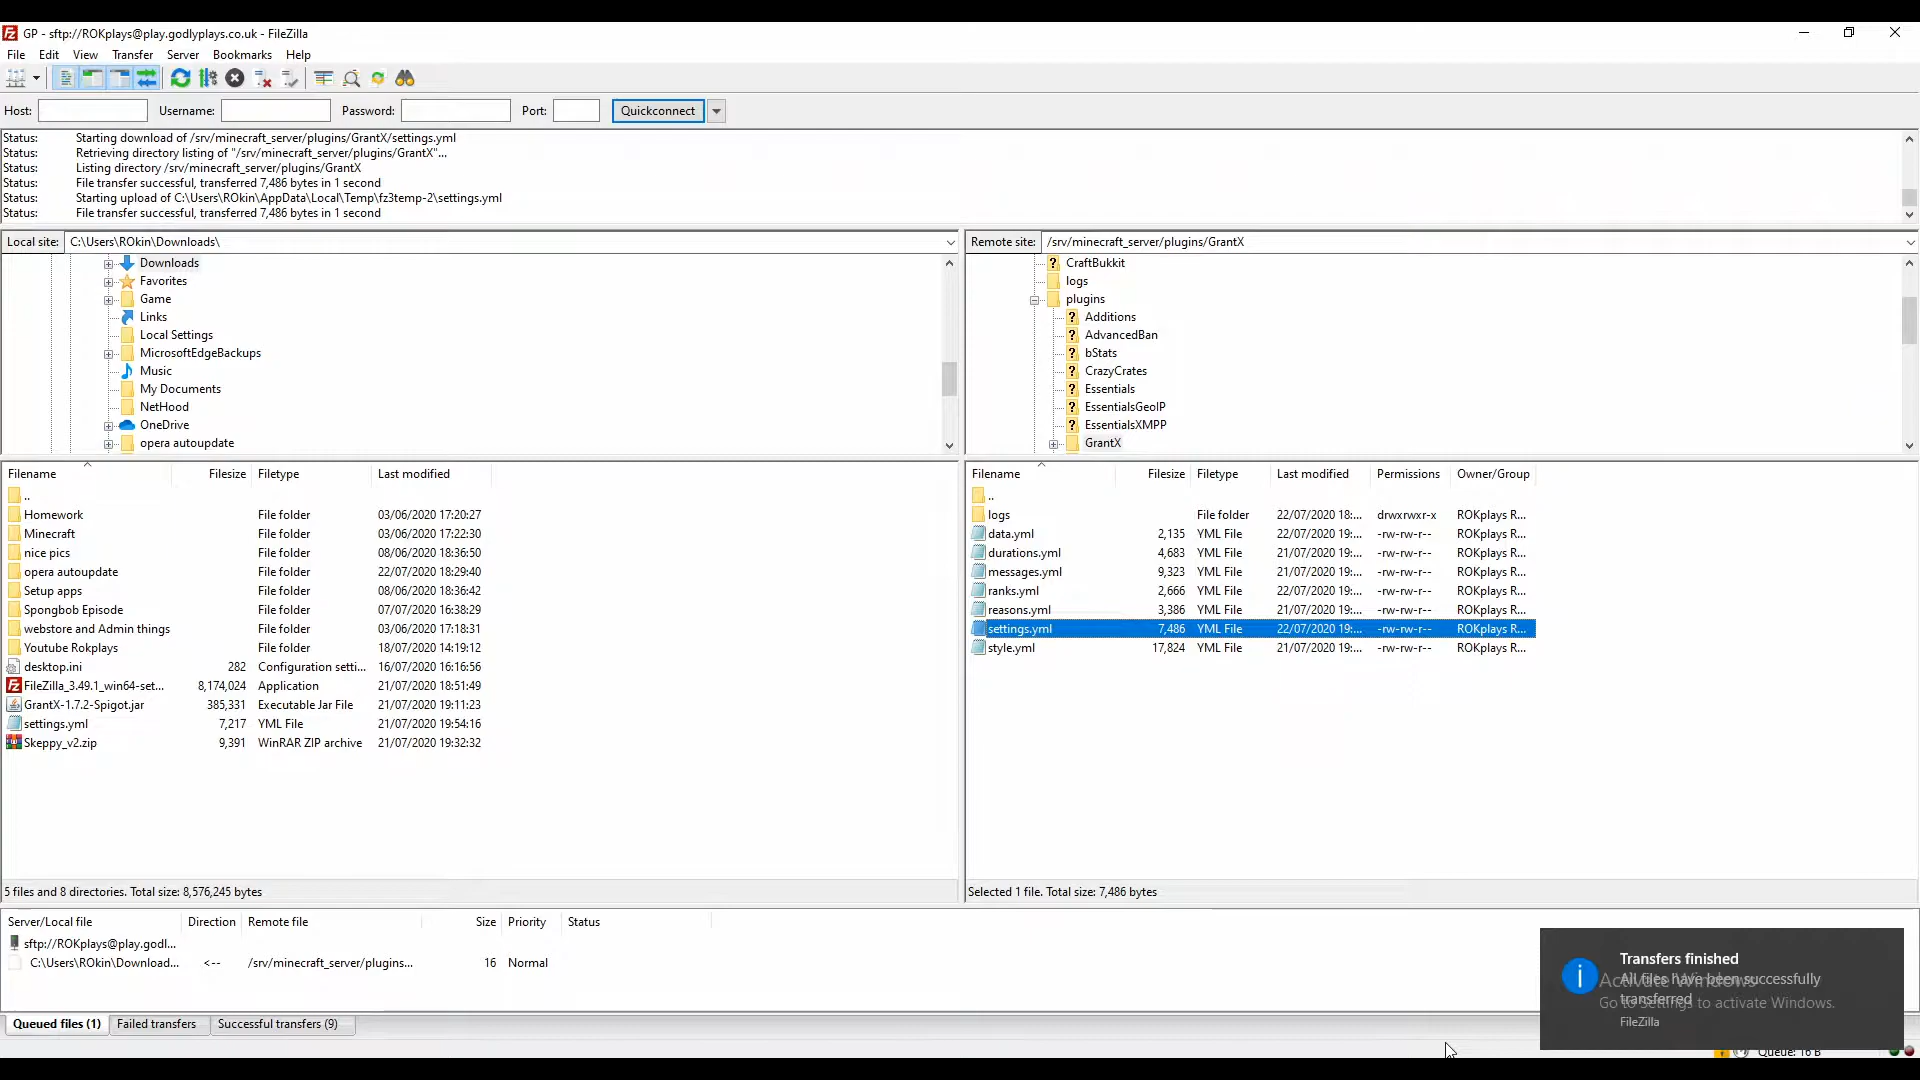 GP - sftp://ROKplays@play.godlyplays.co.uk - FileZilla
File Edit View Transfer Server Bookmarks Help
Host: Username: Password: Port: Quickconnect
Status: Starting download of /srv/minecraft_server/plugins/GrantX/settings.yml
Status: Retrieving directory listing of "/srv/minecraft_server/plugins/GrantX"...
Status: Listing directory /srv/minecraft_server/plugins/GrantX
Status: File transfer successful, transferred 7,486 bytes in 1 second
Status: Starting upload of C:\Users\ROkin\AppData\Local\Temp\fz3temp-2\settings.yml
Status: File transfer successful, transferred 7,486 bytes in 1 second
Local site: C:\Users\ROkin\Downloads\
Downloads
Favorites
Game
Links
Local Settings
MicrosoftEdgeBackups
Music
My Documents
NetHood
OneDrive
opera autoupdate
Remote site: /srv/minecraft_server/plugins/GrantX
CraftBukkit
logs
plugins
Additions
AdvancedBan
bStats
CrazyCrates
Essentials
EssentialsGeoIP
EssentialsXMPP
GrantX
Filename Filesize Filetype Last modified
..
Homework File folder 03/06/2020 17:20:27
Minecraft File folder 03/06/2020 17:22:30
nice pics File folder 08/06/2020 18:36:50
opera autoupdate File folder 22/07/2020 18:29:40
Setup apps File folder 08/06/2020 18:36:42
Spongbob Episode File folder 07/07/2020 16:38:29
webstore and Admin things File folder 03/06/2020 17:18:31
Youtube Rokplays File folder 18/07/2020 14:19:12
desktop.ini 282 Configuration setti... 16/07/2020 16:16:56
FileZilla_3.49.1_win64-set... 8,174,024 Application 21/07/2020 18:51:49
GrantX-1.7.2-Spigot.jar 385,331 Executable Jar File 21/07/2020 19:11:23
settings.yml 7,217 YML File 21/07/2020 19:54:16
Skeppy_v2.zip 9,391 WinRAR ZIP archive 21/07/2020 19:32:32
5 files and 8 directories. Total size: 8,576,245 bytes
Filename Filesize Filetype Last modified Permissions Owner/Group
..
logs File folder 22/07/2020 18:... drwxrwxr-x ROKplays R...
data.yml 2,135 YML File 22/07/2020 19:... -rw-rw-r-- ROKplays R...
durations.yml 4,683 YML File 21/07/2020 19:... -rw-rw-r-- ROKplays R...
messages.yml 9,323 YML File 21/07/2020 19:... -rw-rw-r-- ROKplays R...
ranks.yml 2,666 YML File 22/07/2020 19:... -rw-rw-r-- ROKplays R...
reasons.yml 3,386 YML File 21/07/2020 19:... -rw-rw-r-- ROKplays R...
settings.yml 7,486 YML File 22/07/2020 19:... -rw-rw-r-- ROKplays R...
style.yml 17,824 YML File 21/07/2020 19:... -rw-rw-r-- ROKplays R...
Selected 1 file. Total size: 7,486 bytes
Server/Local file Direction Remote file Size Priority Status
sftp://ROKplays@play.godl...
C:\Users\ROkin\Download... <-- /srv/minecraft_server/plugins... 16 Normal
Queued files (1) Failed transfers Successful transfers (9)
Transfers finished
All files have been successfully
transferred
FileZilla
Activate Windows
Go to Settings to activate Windows.
Queue: 16 B